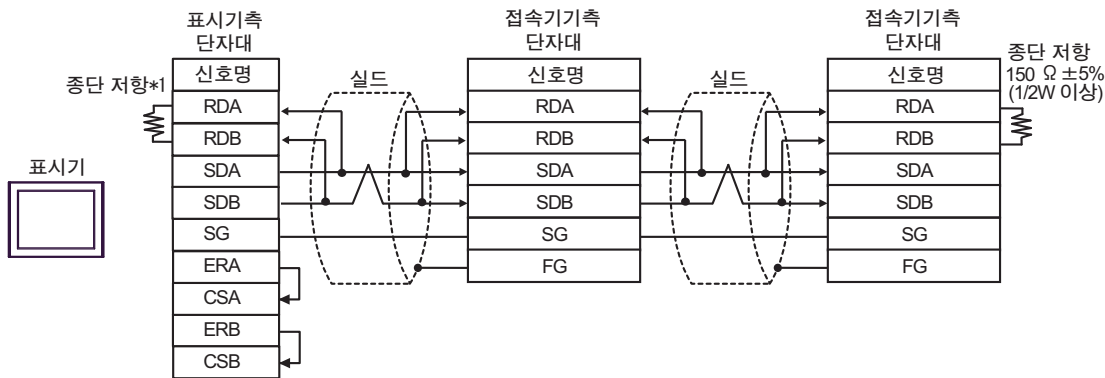 표시기측
단자대
접속기기측
단자대
접속기기측
단자대
종단 저항*1
신호명
실드
신호명
실드
신호명
종단 저항
150 Ω ±5%
(1/2W 이상)
RDA
RDA
RDA
RDB
RDB
RDB
표시기
SDA
SDA
SDA
SDB
SDB
SDB
SG
SG
SG
ERA
FG
FG
CSA
ERB
CSB